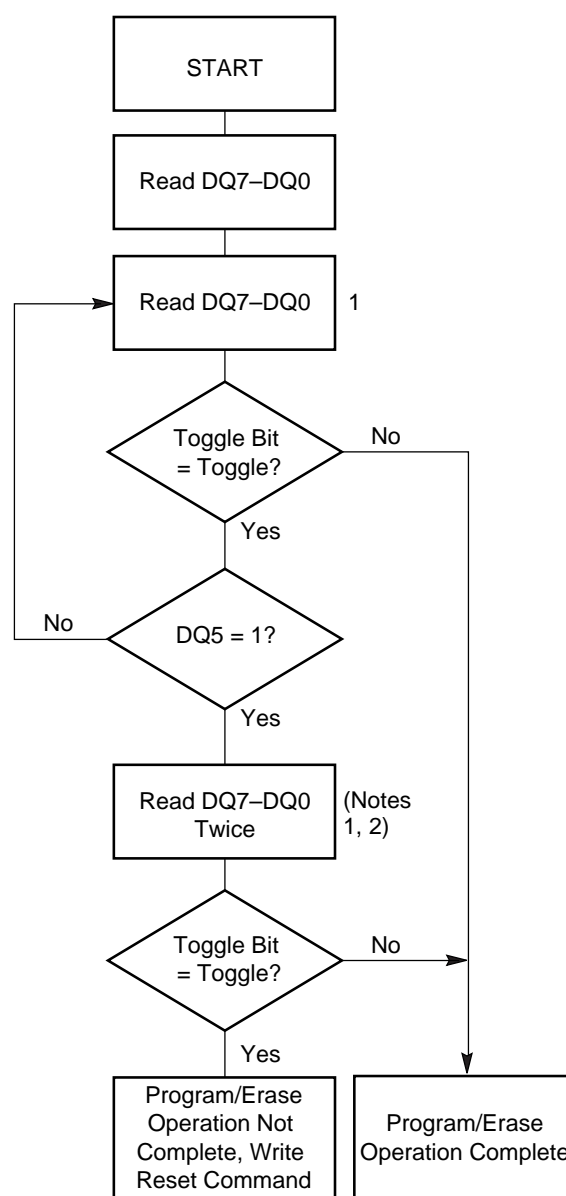 START
Read DQ7–DQ0
Read DQ7–DQ0
1
Toggle Bit
= Toggle?
No
Yes
No
DQ5 = 1?
Yes
Read DQ7–DQ0
Twice
(Notes
1, 2)
Toggle Bit
= Toggle?
No
Yes
Program/Erase
Operation Not
Complete, Write
Reset Command
Program/Erase
Operation Complete